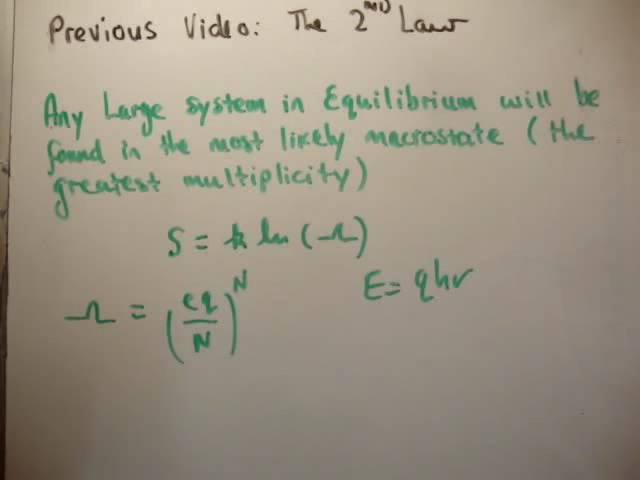 Previous Video: The 2nd Law
Any Large system in Equilibrium will be
found in the most likely macrostate (the
greatest multiplicity)
S = k ln (Ω)
Ω = (eq/N)^N E = qhν